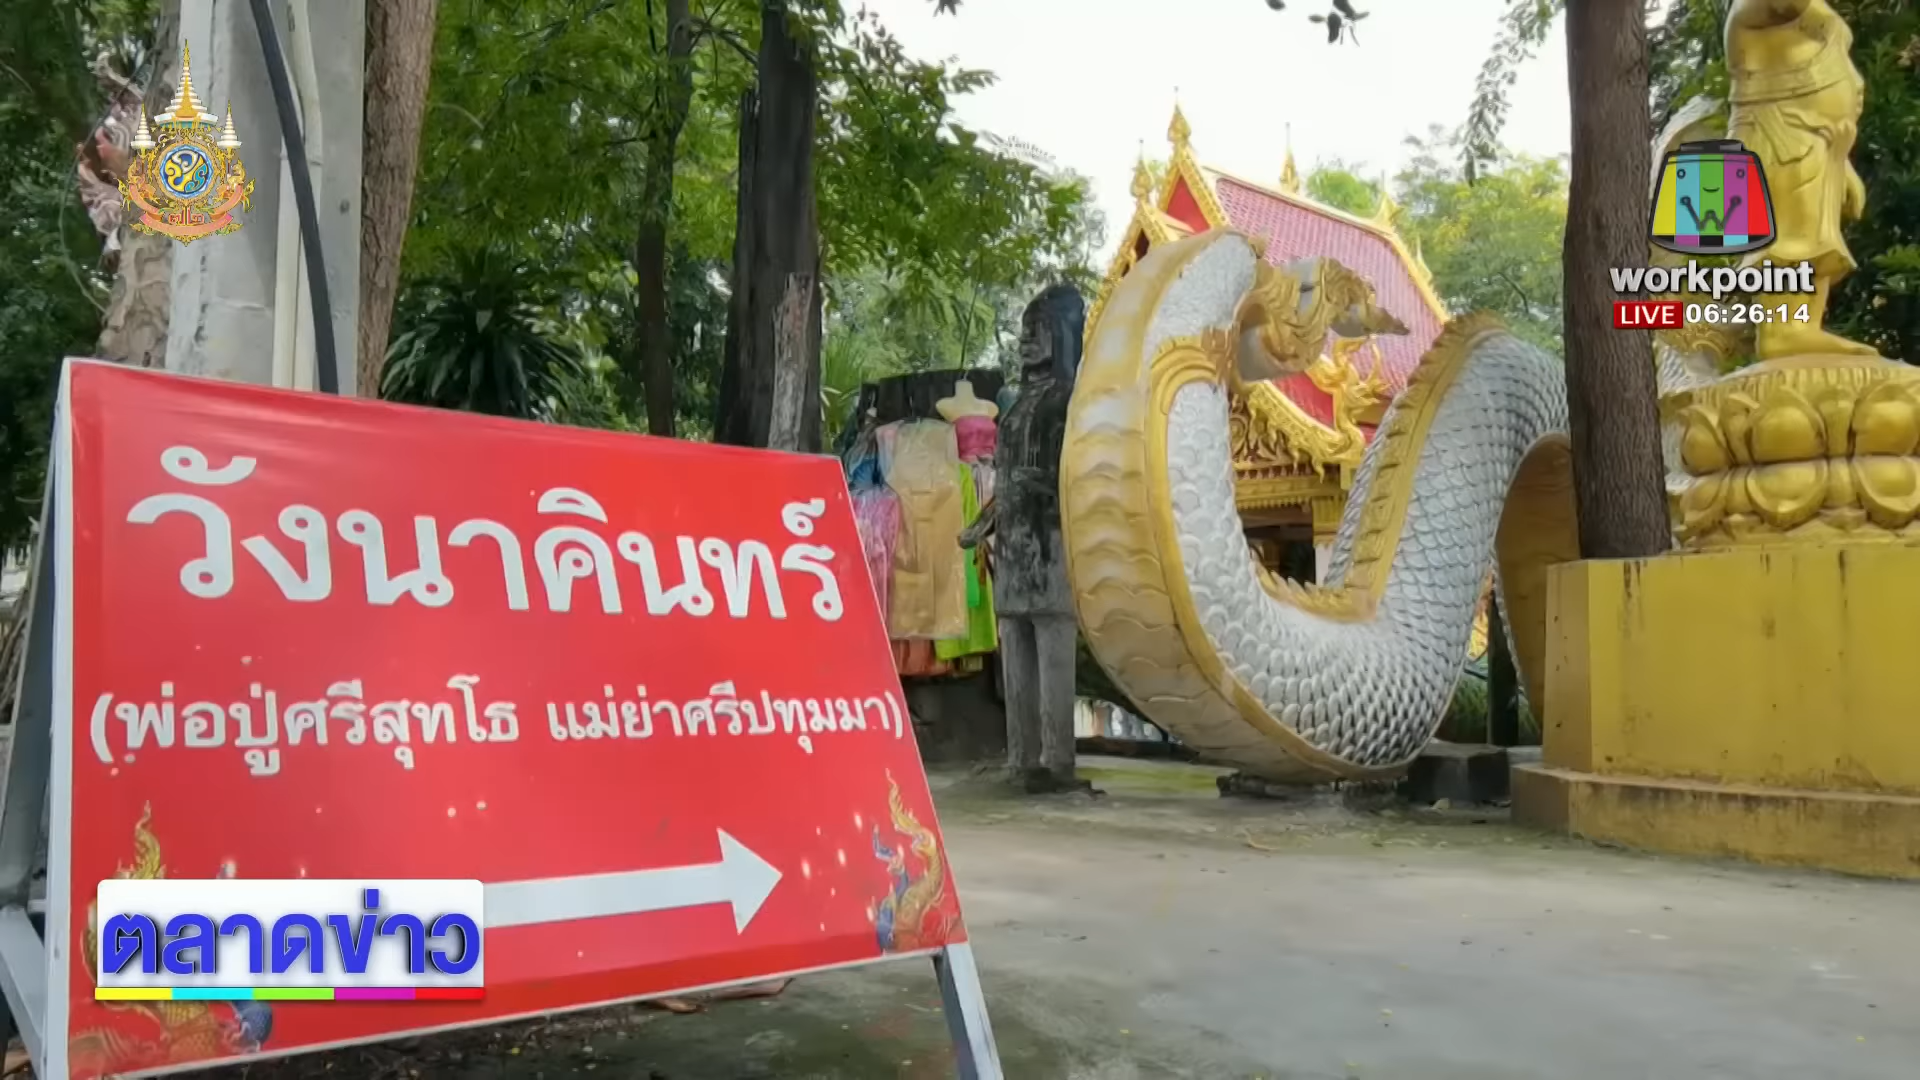 workpoint
LIVE 06:26:14
วังนาคินทร์
(พ่อปู่ศรีสุทโธ แม่ย่าศรีปทุมมา)
ตลาดข่าว